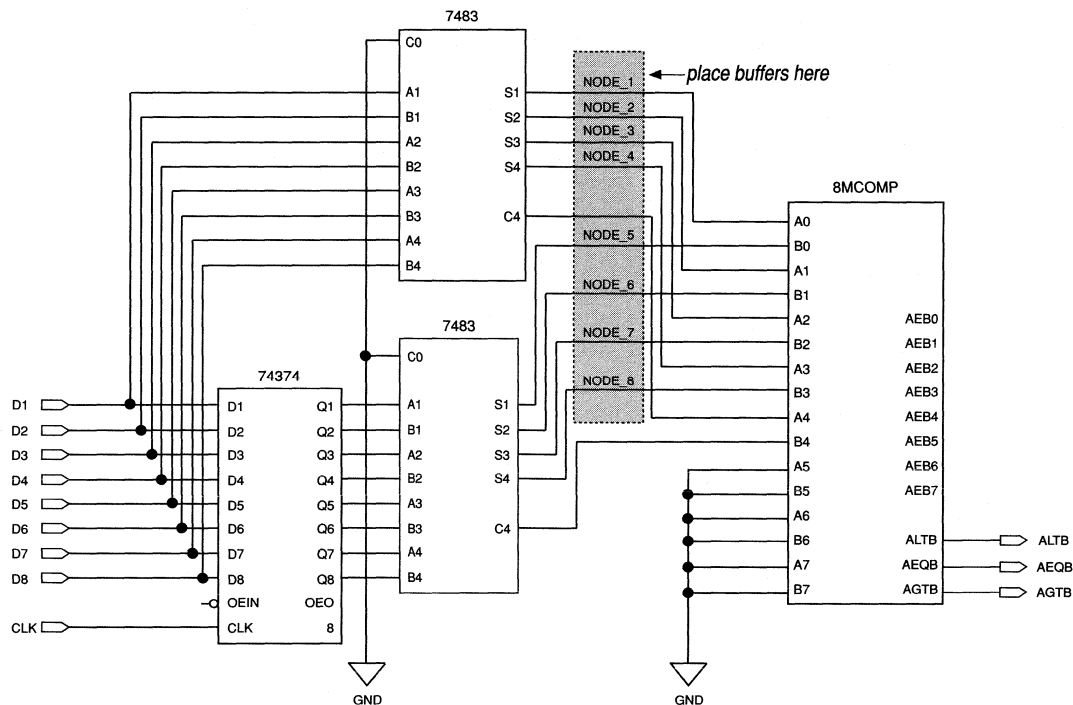 7483
C0
A1
B1
A2
B2
A3
B3
A4
B4
S1
S2
S3
S4
C4
place buffers here
NODE_1
NODE_2
NODE_3
NODE_4
NODE_5
NODE_6
NODE_7
NODE_8
7483
C0
A1
B1
A2
B2
A3
B3
A4
B4
S1
S2
S3
S4
C4
8MCOMP
A0
B0
A1
B1
A2
B2
A3
B3
A4
B4
A5
B5
A6
B6
A7
B7
AEB0
AEB1
AEB2
AEB3
AEB4
AEB5
AEB6
AEB7
ALTB
AEQB
AGTB
ALTB
AEQB
AGTB
74374
D1
D2
D3
D4
D5
D6
D7
D8
CLK
D1
D2
D3
D4
D5
D6
D7
D8
OEIN
CLK
Q1
Q2
Q3
Q4
Q5
Q6
Q7
Q8
OEO
8
GND
GND